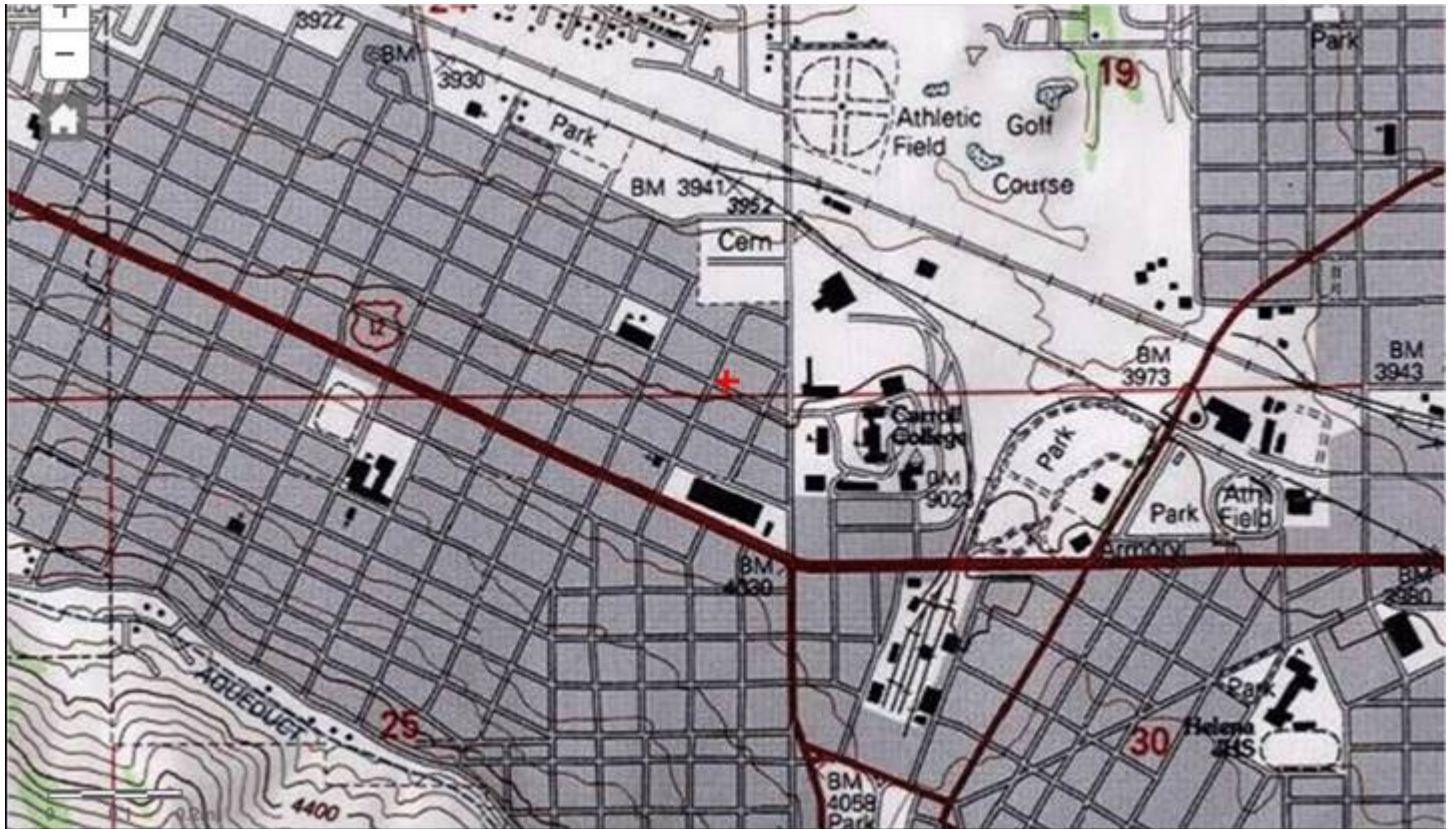 +
−
3922
24
BM
3930
Park
BM 3941
3952
Cem
Athletic
Field
Golf
Course
19
Park
12
BM
3973
BM
3943
Carroll
College
BM
Park
Park
Ath
Field
Armory
BM
4030
BM
3980
AQUEDUCT
25
30
Park
Helena
JHS
4400
BM
4058
Park